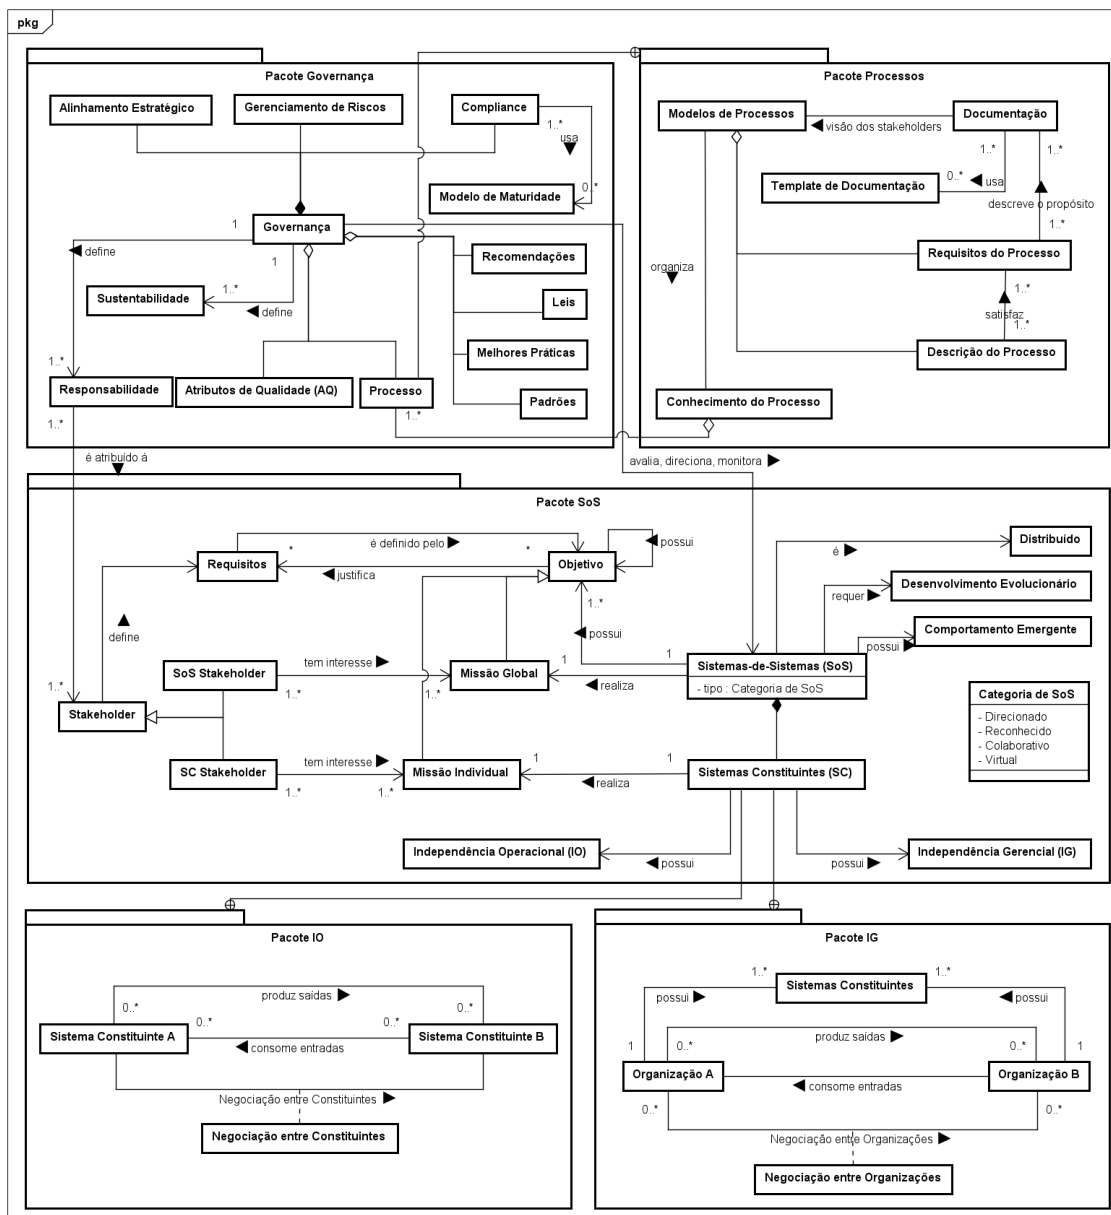 pkg
Pacote Governança
Alinhamento Estratégico
Gerenciamento de Riscos
Compliance
1..*
usa
0..*
Modelo de Maturidade
Governança
1
define
1
1..*
define
Sustentabilidade
Recomendações
Leis
Melhores Práticas
Padrões
1..*
Responsabilidade
1..*
Atributos de Qualidade (AQ)
Processo
1..*
Pacote Processos
Modelos de Processos
visão dos stakeholders
Documentação
1..*
1..*
0..*
usa
Template de Documentação
descreve o propósito
1..*
Requisitos do Processo
organiza
1..*
satisfaz
1..*
Descrição do Processo
Conhecimento do Processo
é atribuído à
avalia, direciona, monitora
Pacote SoS
Requisitos
*
é definido pelo
*
justifica
Objetivo
possui
1..*
possui
Distribuído
é
Desenvolvimento Evolucionário
requer
Comportamento Emergente
possui
define
1..*
Stakeholder
SoS Stakeholder
tem interesse
1..*
Missão Global
1
realiza
1
Sistemas-de-Sistemas (SoS)
- tipo : Categoria de SoS
1..*
Categoria de SoS
- Direcionado
- Reconhecido
- Colaborativo
- Virtual
SC Stakeholder
tem interesse
1..*
1..*
Missão Individual
1
realiza
1
Sistemas Constituintes (SC)
Independência Operacional (IO)
possui
possui
Independência Gerencial (IG)
Pacote IO
produz saídas
0..*
0..*
0..*
0..*
Sistema Constituinte A
consome entradas
Sistema Constituinte B
Negociação entre Constituintes
Negociação entre Constituintes
Pacote IG
1..*
Sistemas Constituintes
1..*
possui
possui
produz saídas
1
0..*
0..*
1
Organização A
consome entradas
Organização B
0..*
0..*
Negociação entre Organizações
Negociação entre Organizações